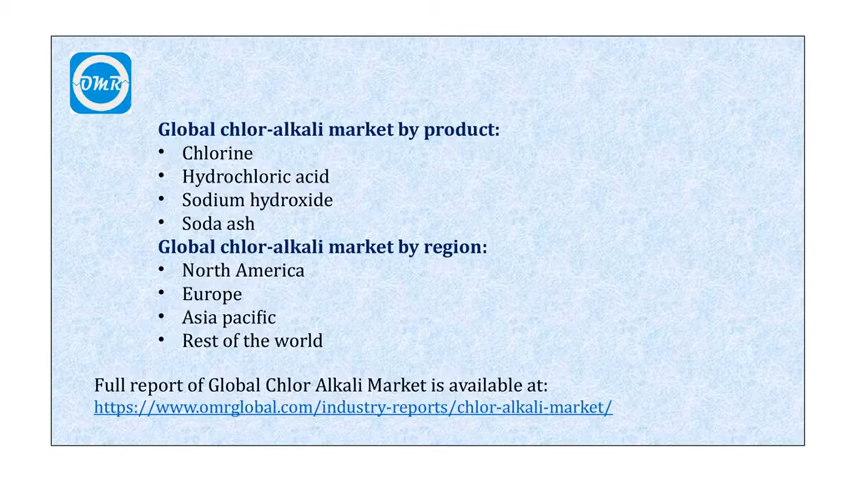 OMR
Global chlor-alkali market by product:
• Chlorine
• Hydrochloric acid
• Sodium hydroxide
• Soda ash
Global chlor-alkali market by region:
• North America
• Europe
• Asia pacific
• Rest of the world
Full report of Global Chlor Alkali Market is available at:
https://www.omrglobal.com/industry-reports/chlor-alkali-market/